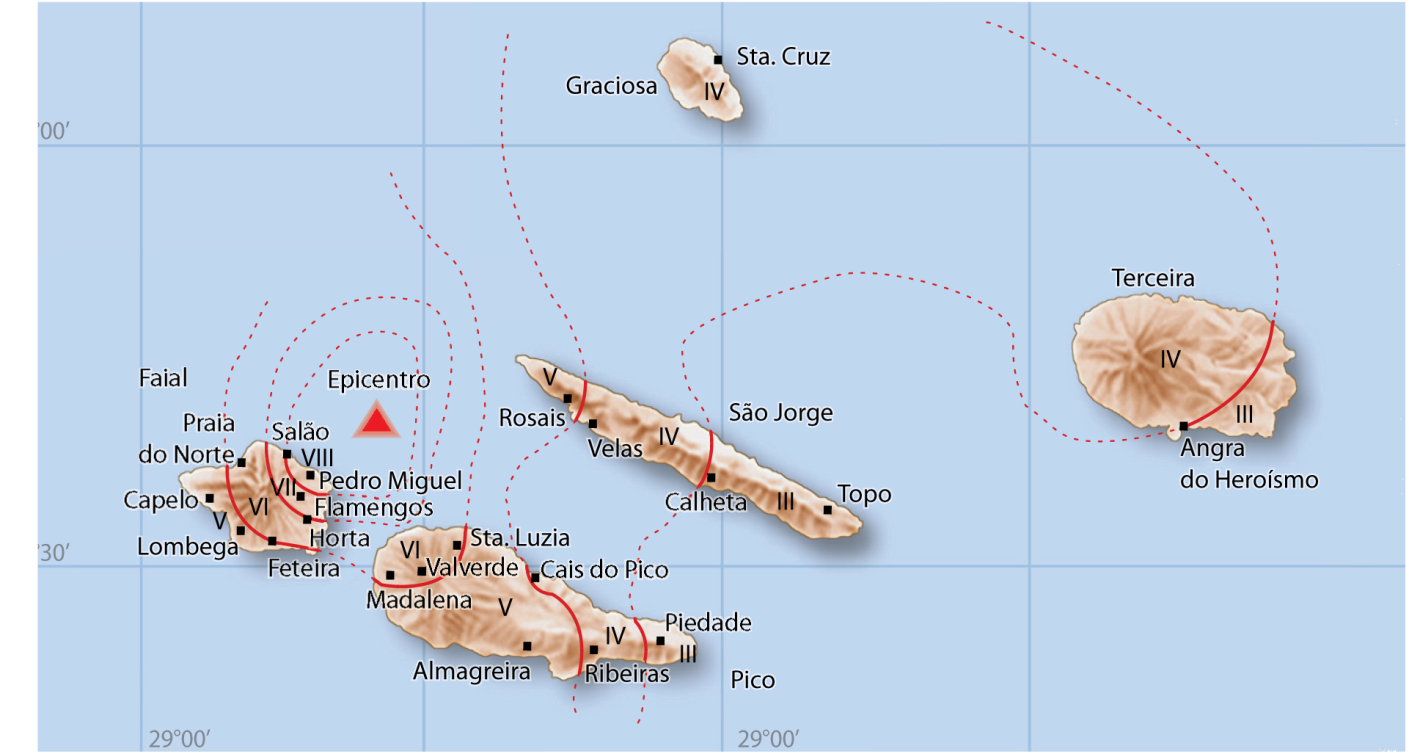 Sta. Cruz
Graciosa
IV
'00'
Terceira
IV
III
Angra
do Heroísmo
Faial
Epicentro
V
Rosais
São Jorge
Velas
IV
Calheta
III
Topo
Praia
do Norte
Salão
VIII
Pedro Miguel
VII
Flamengos
Capelo
VI
V
Horta
Lombega
Feteira
'30'
VI
Sta. Luzia
Valverde
Cais do Pico
Madalena
V
IV
Piedade
III
Almagreira
Ribeiras
Pico
29°00'
29°00'